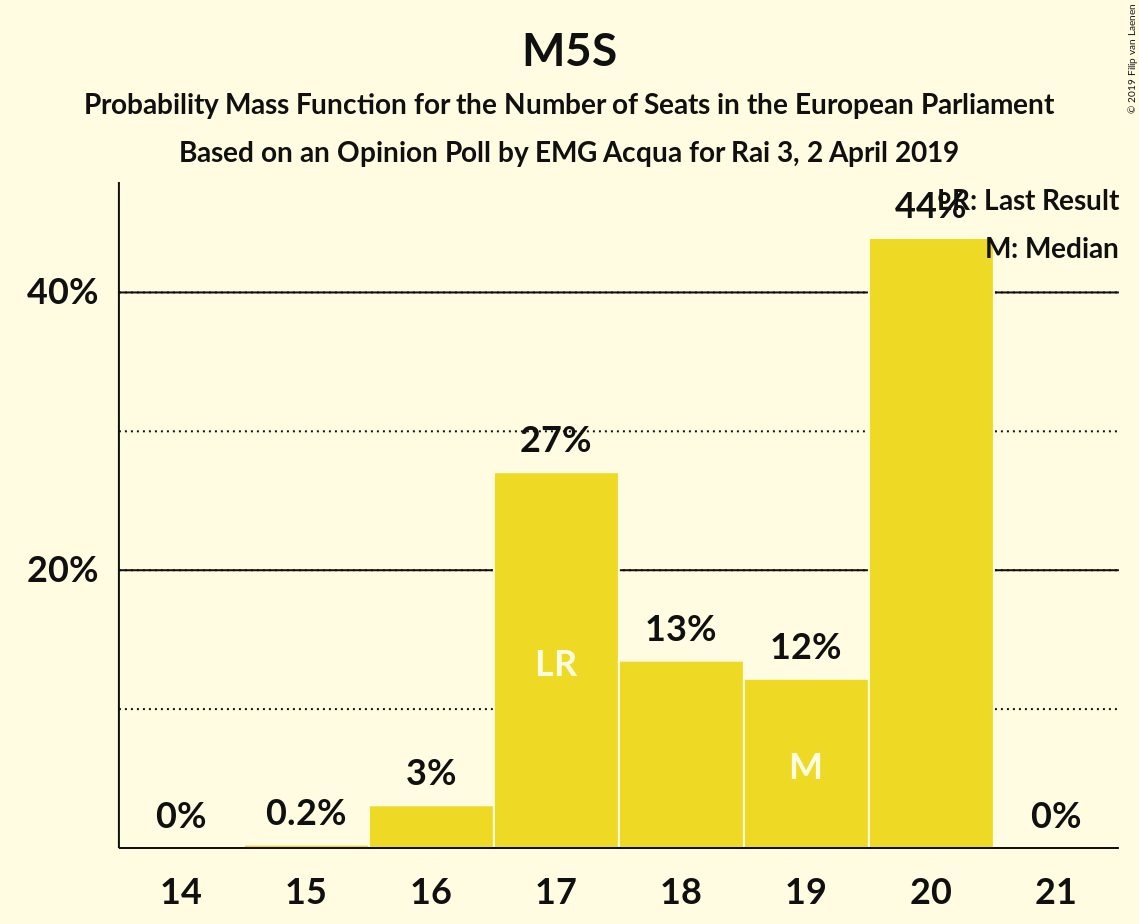 M5S
Probability Mass Function for the Number of Seats in the European Parliament
Based on an Opinion Poll by EMG Acqua for Rai 3, 2 April 2019
© 2019 Filip van Laenen
LR: Last Result
M: Median
40%
20%
0%
0.2%
3%
27%
13%
12%
44%
0%
LR
M
14 15 16 17 18 19 20 21